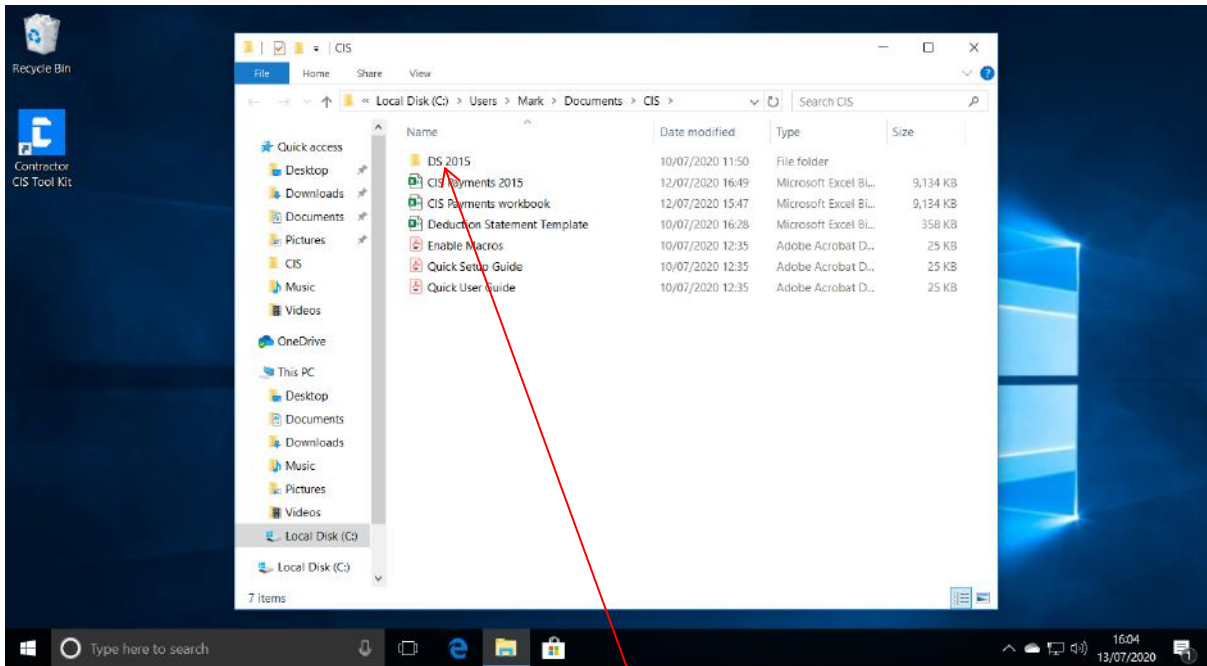 Recycle Bin
Contractor
CIS Tool Kit
CIS
File Home Share View
« Local Disk (C:) > Users > Mark > Documents > CIS >
Search CIS
Name Date modified Type Size
Quick access
Desktop
Downloads
Documents
Pictures
CIS
Music
Videos
OneDrive
This PC
Desktop
Documents
Downloads
Music
Pictures
Videos
Local Disk (C:)
Local Disk (C:)
DS 2015 10/07/2020 11:50 File folder
CIS Payments 2015 12/07/2020 16:49 Microsoft Excel Bi... 9,134 KB
CIS Payments workbook 12/07/2020 15:47 Microsoft Excel Bi... 9,134 KB
Deduction Statement Template 10/07/2020 16:28 Microsoft Excel Bi... 358 KB
Enable Macros 10/07/2020 12:35 Adobe Acrobat D... 25 KB
Quick Setup Guide 10/07/2020 12:35 Adobe Acrobat D... 25 KB
Quick User Guide 10/07/2020 12:35 Adobe Acrobat D... 25 KB
7 items
Type here to search
16:04
13/07/2020
1